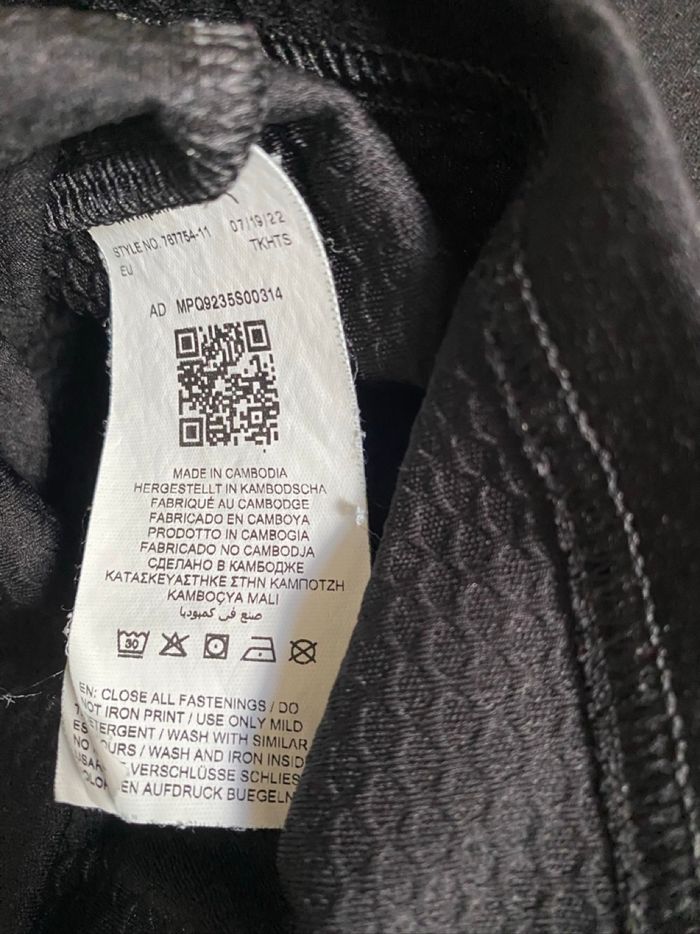 STYLE NO. 787754-11 07/19/22
EU TKHTS
AD MPQ9235S00314
MADE IN CAMBODIA
HERGESTELLT IN KAMBODSCHA
FABRIQUÉ AU CAMBODGE
FABRICADO EN CAMBOYA
PRODOTTO IN CAMBOGIA
FABRICADO NO CAMBODJA
СДЕЛАНО В КАМБОДЖЕ
ΚΑΤΑΣΚΕΥΑΣΤΗΚΕ ΣΤΗΝ ΚΑΜΠΟΤΖΗ
KAMBOÇYA MALI
صنع في كمبوديا
30
EN: CLOSE ALL FASTENINGS / DO
NOT IRON PRINT / USE ONLY MILD
DETERGENT / WASH WITH SIMILAR
WASH AND IRON INSID
VERSCHLÜSSE SCHLIES
EN AUFDRUCK BUEGELN